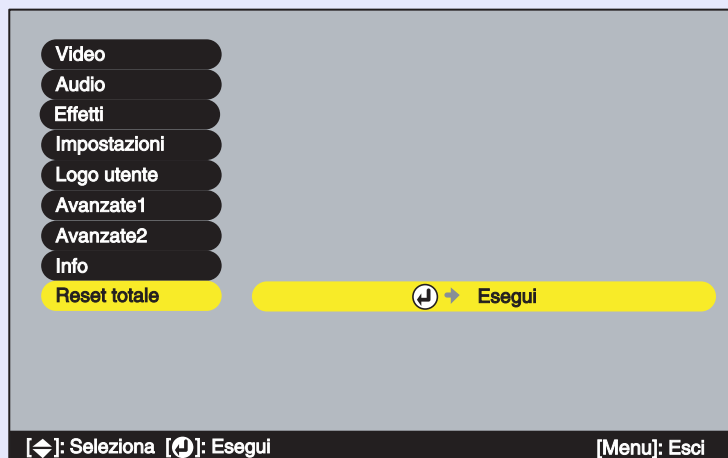 Video
Audio
Effetti
Impostazioni
Logo utente
Avanzate1
Avanzate2
Info
Reset totale Esegui
[ ]: Seleziona [ ]: Esegui [Menu]: Esci